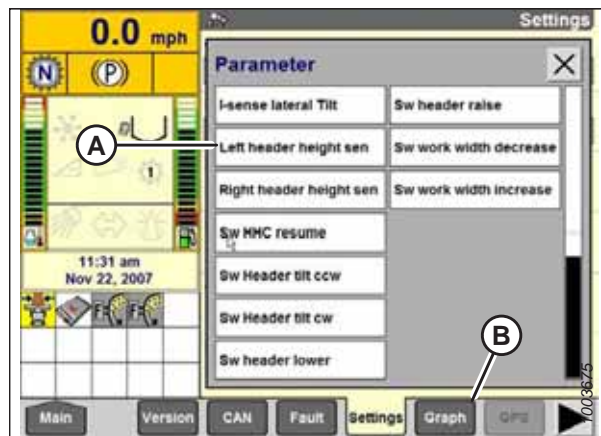 0.0 mph
Settings
N
(P)
Parameter
X
I-sense lateral Tilt
Sw header raise
A
Left header height sen
Sw work width decrease
1
Right header height sen
Sw work width increase
Sw HHC resume
11:31 am
Nov 22, 2007
Sw Header tilt ccw
Sw Header tilt cw
B
Sw header lower
1003675
Main
Version
CAN
Fault
Settings
Graph
GPS